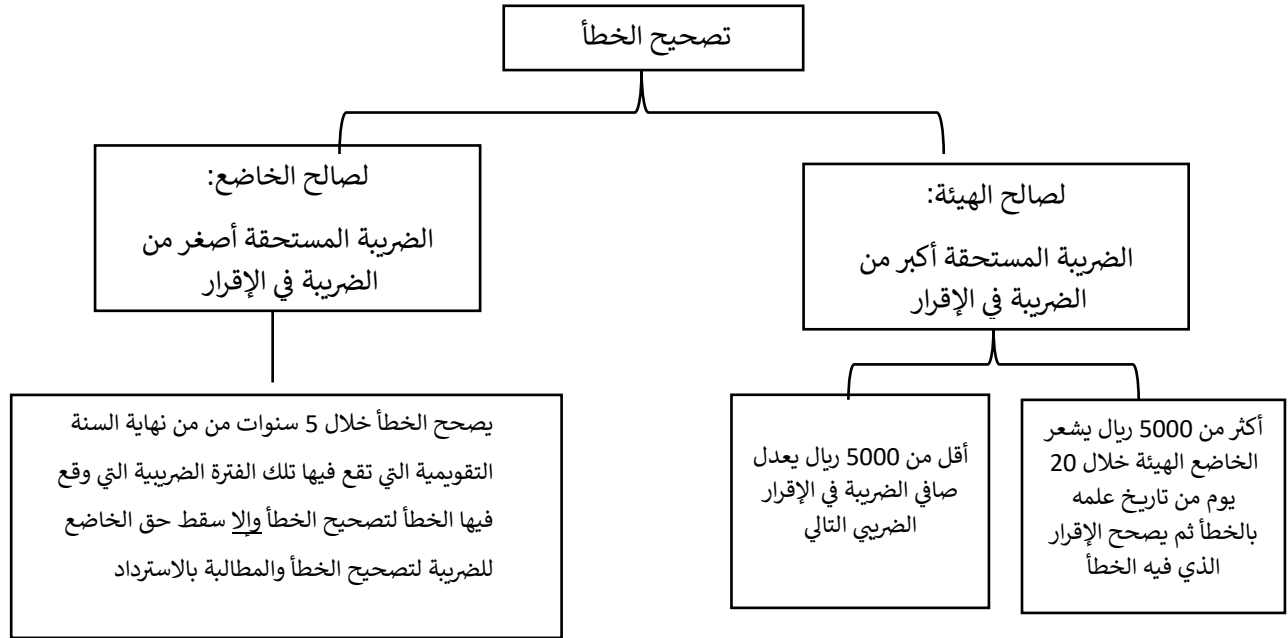 تصحيح الخطأ
لصالح الهيئة:
الضريبة المستحقة أكبر من
الضريبة في الإقرار
أكثر من 5000 ريال يشعر
الخاضع الهيئة خلال 20
يوم من تاريخ علمه
بالخطأ ثم يصحح الإقرار
الذي فيه الخطأ
أقل من 5000 ريال يعدل
صافي الضريبة في الإقرار
الضريبي التالي
لصالح الخاضع:
الضريبة المستحقة أصغر من
الضريبة في الإقرار
يصحح الخطأ خلال 5 سنوات من من نهاية السنة
التقويمية التي تقع فيها تلك الفترة الضريبية التي وقع
فيها الخطأ لتصحيح الخطأ وإلا سقط حق الخاضع
للضريبة لتصحيح الخطأ والمطالبة بالاسترداد